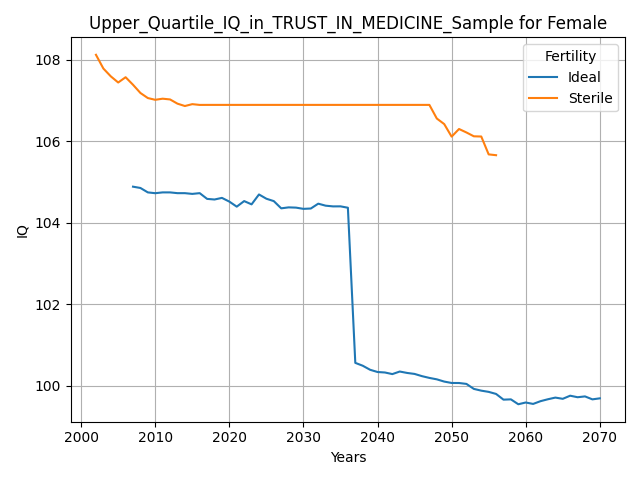 Upper_Quartile_IQ_in_TRUST_IN_MEDICINE_Sample for Female
Fertility
Ideal
Sterile
108
106
104
102
100
IQ
2000 2010 2020 2030 2040 2050 2060 2070
Years